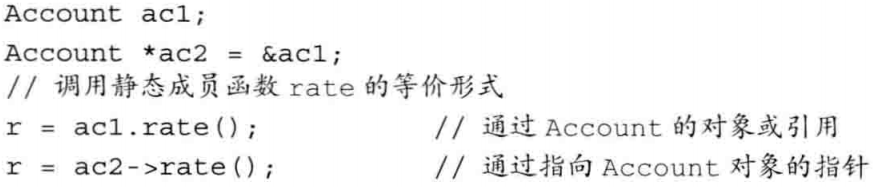 Account ac1;
Account *ac2 = &ac1;
// 调用静态成员函数 rate 的等价形式
r = ac1.rate();    // 通过 Account 的对象或引用
r = ac2->rate();    // 通过指向 Account 对象的指针